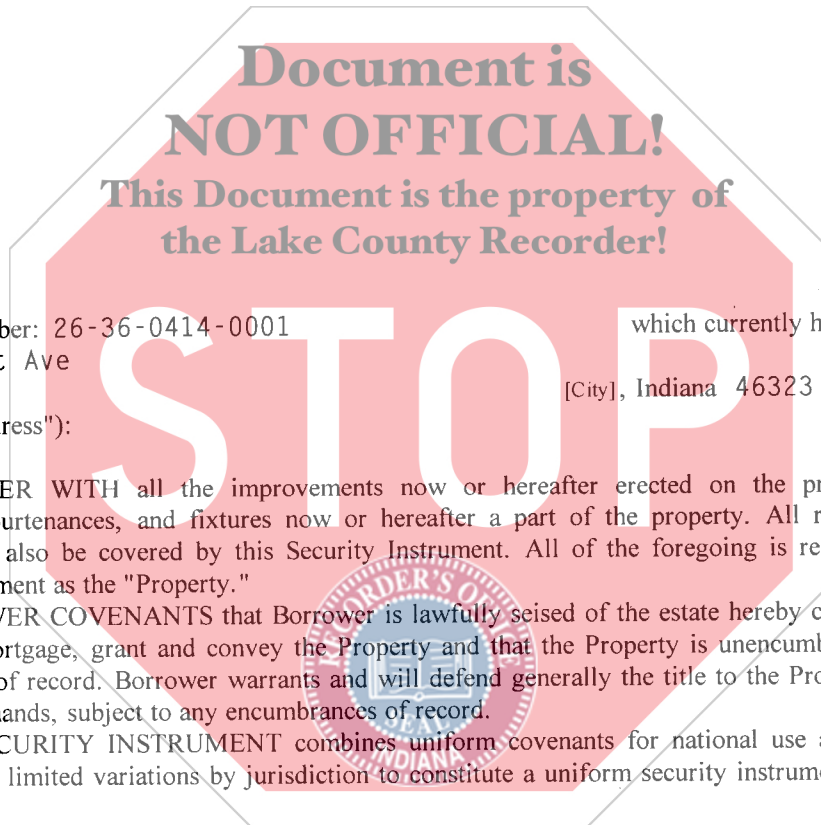 Document is
NOT OFFICIAL!
This Document is the property of
the Lake County Recorder!
ber: 26-36-0414-0001 which currently h
t Ave
[City], Indiana 46323
ress"):
STOP
ER WITH all the improvements now or hereafter erected on the pr
urtenances, and fixtures now or hereafter a part of the property. All r
also be covered by this Security Instrument. All of the foregoing is re
ment as the "Property."
VER COVENANTS that Borrower is lawfully seised of the estate hereby c
ortgage, grant and convey the Property and that the Property is unencumb
of record. Borrower warrants and will defend generally the title to the Pro
ands, subject to any encumbrances of record.
CURITY INSTRUMENT combines uniform covenants for national use a
limited variations by jurisdiction to constitute a uniform security instrume
RECORDER'S OFFICE
SEAL
INDIANA